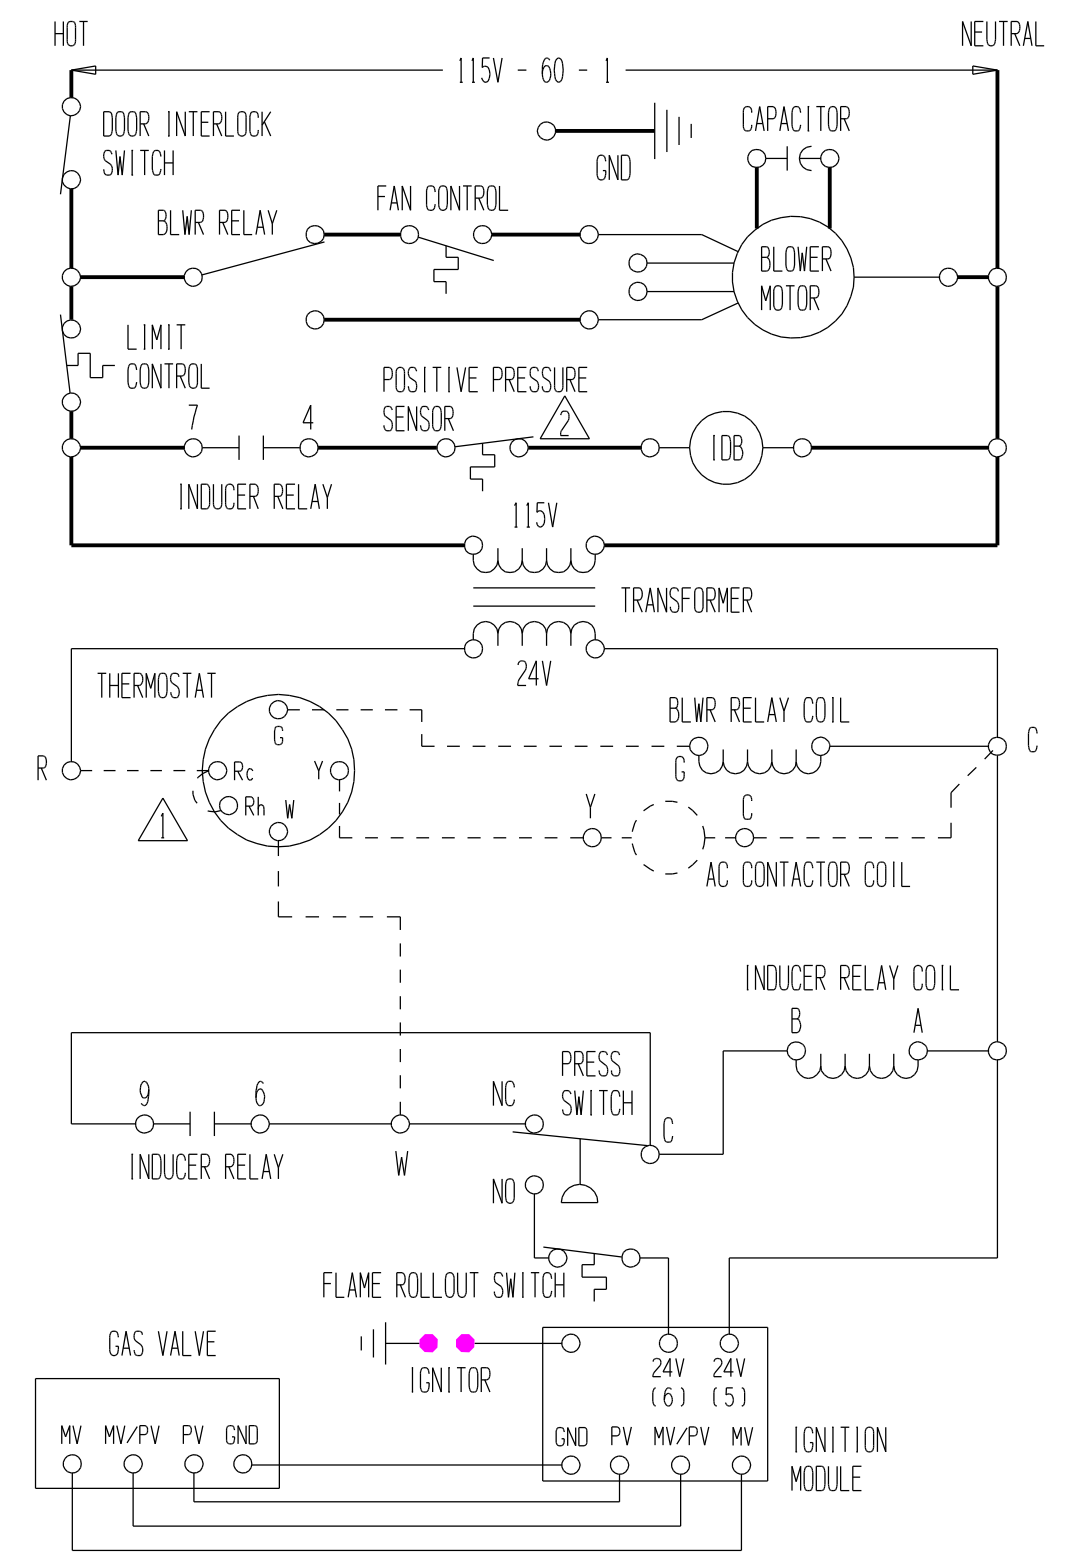 HOT
NEUTRAL
115V - 60 - 1
DOOR INTERLOCK
SWITCH
GND
CAPACITOR
FAN CONTROL
BLWR RELAY
BLOWER
MOTOR
LIMIT
CONTROL
POSITIVE PRESSURE
SENSOR
2
7
4
IDB
INDUCER RELAY
115V
TRANSFORMER
24V
THERMOSTAT
BLWR RELAY COIL
G
G
C
R
Rc
Y
Rh
W
1
Y
C
AC CONTACTOR COIL
INDUCER RELAY COIL
B
A
PRESS
SWITCH
NC
C
9
6
INDUCER RELAY
W
NO
FLAME ROLLOUT SWITCH
GAS VALVE
IGNITOR
24V
(6)
24V
(5)
MV
MV/PV
PV
GND
GND
PV
MV/PV
MV
IGNITION
MODULE